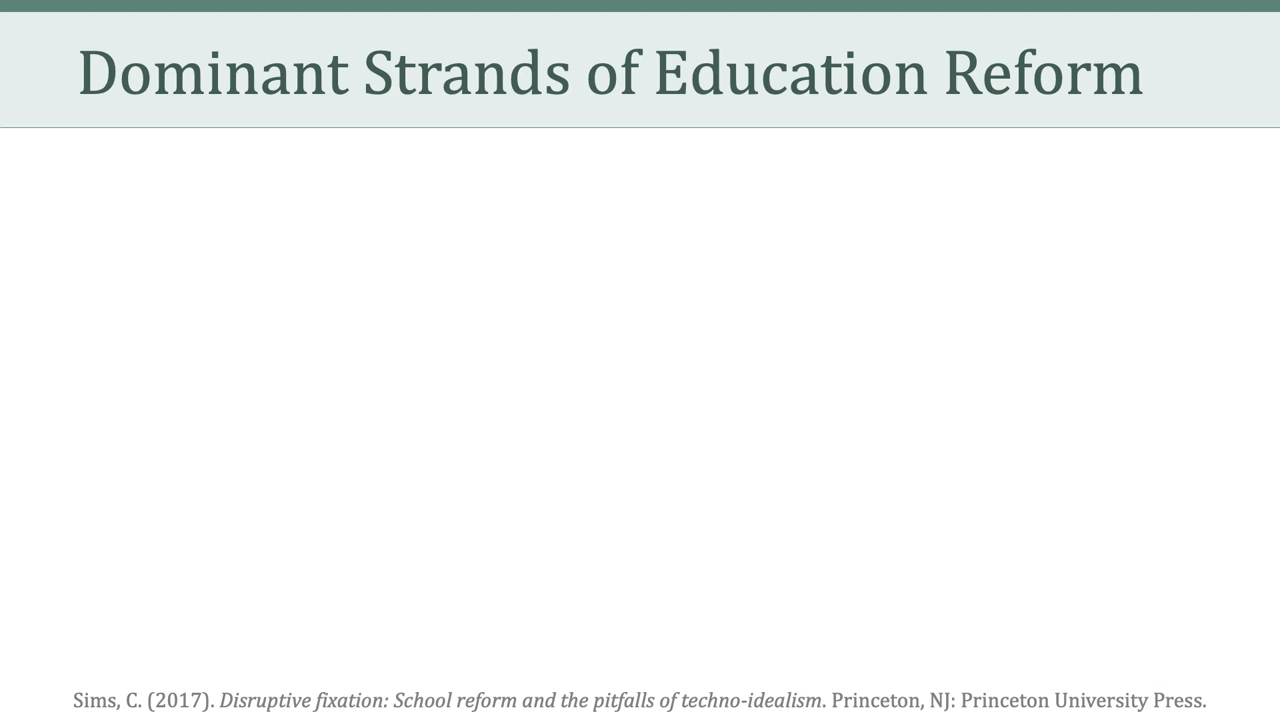 Dominant Strands of Education Reform
Sims, C. (2017). Disruptive fixation: School reform and the pitfalls of techno-idealism. Princeton, NJ: Princeton University Press.